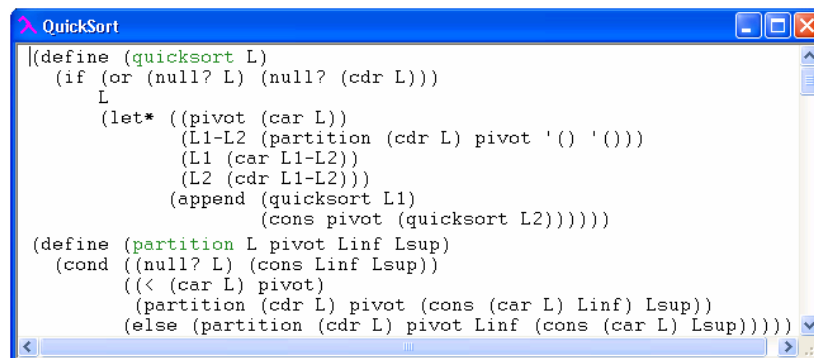 QuickSort
(define (quicksort L)
  (if (or (null? L) (null? (cdr L)))
      L
      (let* ((pivot (car L))
             (L1-L2 (partition (cdr L) pivot '() '()))
             (L1 (car L1-L2))
             (L2 (cdr L1-L2)))
            (append (quicksort L1)
                    (cons pivot (quicksort L2))))))
(define (partition L pivot Linf Lsup)
  (cond ((null? L) (cons Linf Lsup))
        ((< (car L) pivot)
         (partition (cdr L) pivot (cons (car L) Linf) Lsup))
        (else (partition (cdr L) pivot Linf (cons (car L) Lsup)))))